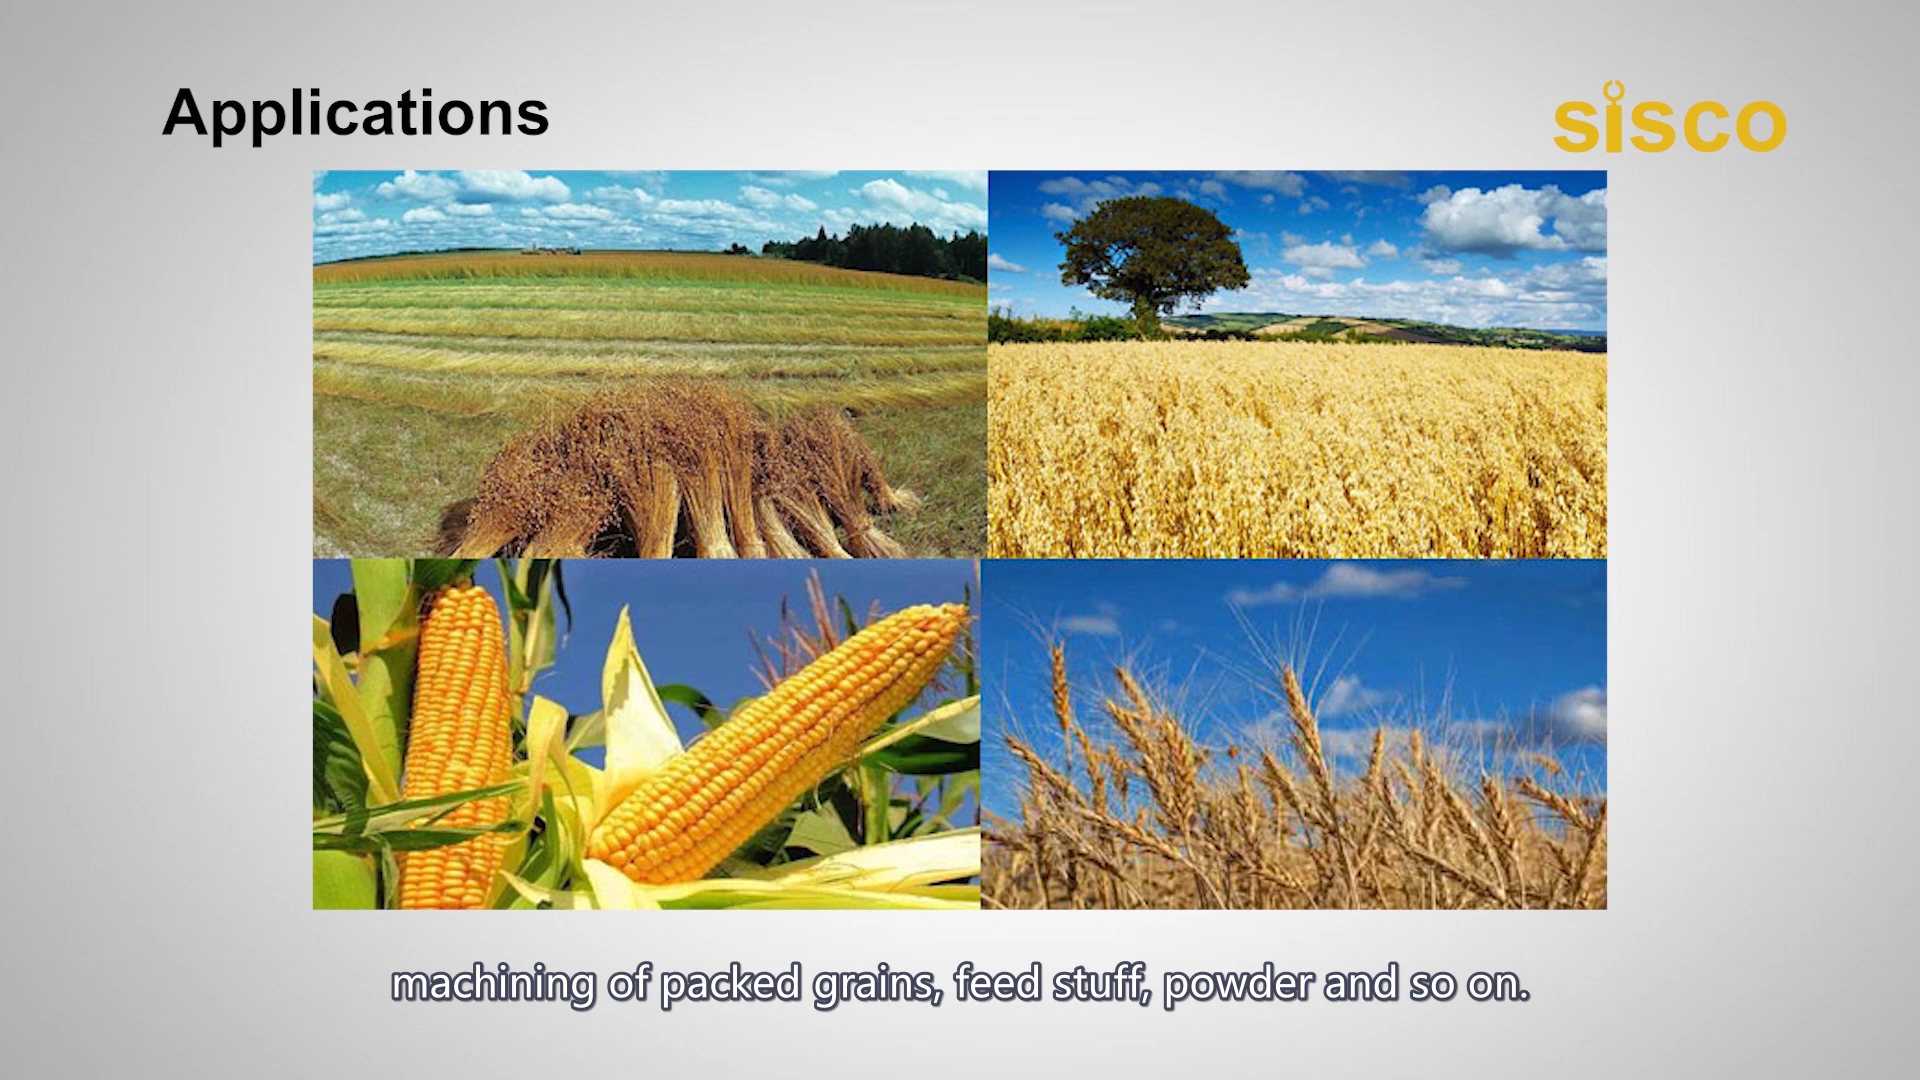 Applications
sisco
machining of packed grains, feed stuff, powder and so on.